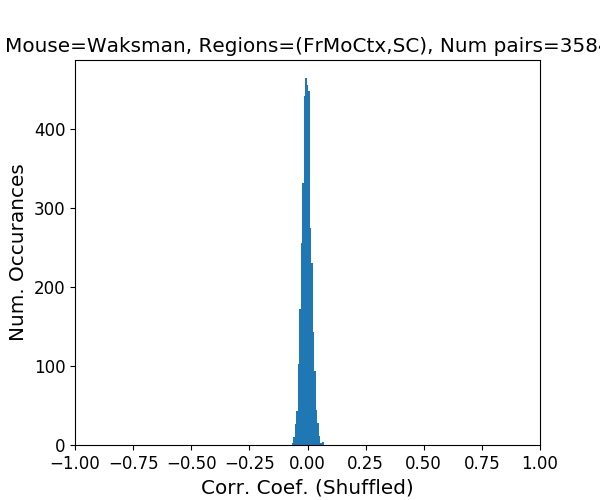 Mouse=Waksman, Regions=(FrMoCtx,SC), Num pairs=3584
400
300
200
100
0
Num. Occurances
−1.00 −0.75 −0.50 −0.25 0.00 0.25 0.50 0.75 1.00
Corr. Coef. (Shuffled)